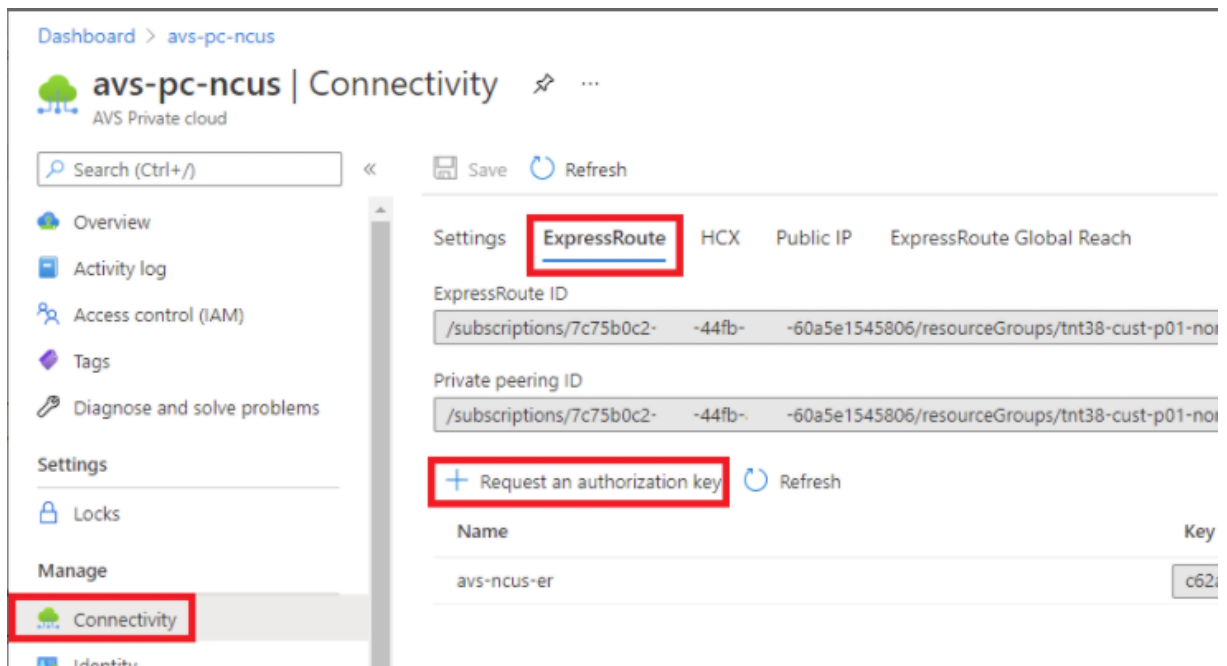 Dashboard > avs-pc-ncus
avs-pc-ncus | Connectivity ...
AVS Private cloud
Search (Ctrl+/)
«
Save Refresh
Overview
Activity log
Access control (IAM)
Tags
Diagnose and solve problems
Settings
Locks
Manage
Connectivity
Identity
Settings ExpressRoute HCX Public IP ExpressRoute Global Reach
ExpressRoute ID
/subscriptions/7c75b0c2- -44fb- -60a5e1545806/resourceGroups/tnt38-cust-p01-nor
Private peering ID
/subscriptions/7c75b0c2- -44fb- -60a5e1545806/resourceGroups/tnt38-cust-p01-nor
+ Request an authorization key Refresh
Name Key
avs-ncus-er c62a